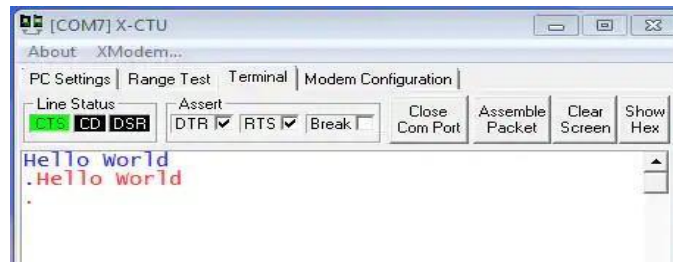 [COM7] X-CTU
About XModem...
PC Settings Range Test Terminal Modem Configuration
Line Status Assert
CTS CD DSR DTR RTS Break Close Com Port Assemble Packet Clear Screen Show Hex
Hello World
.Hello World
.